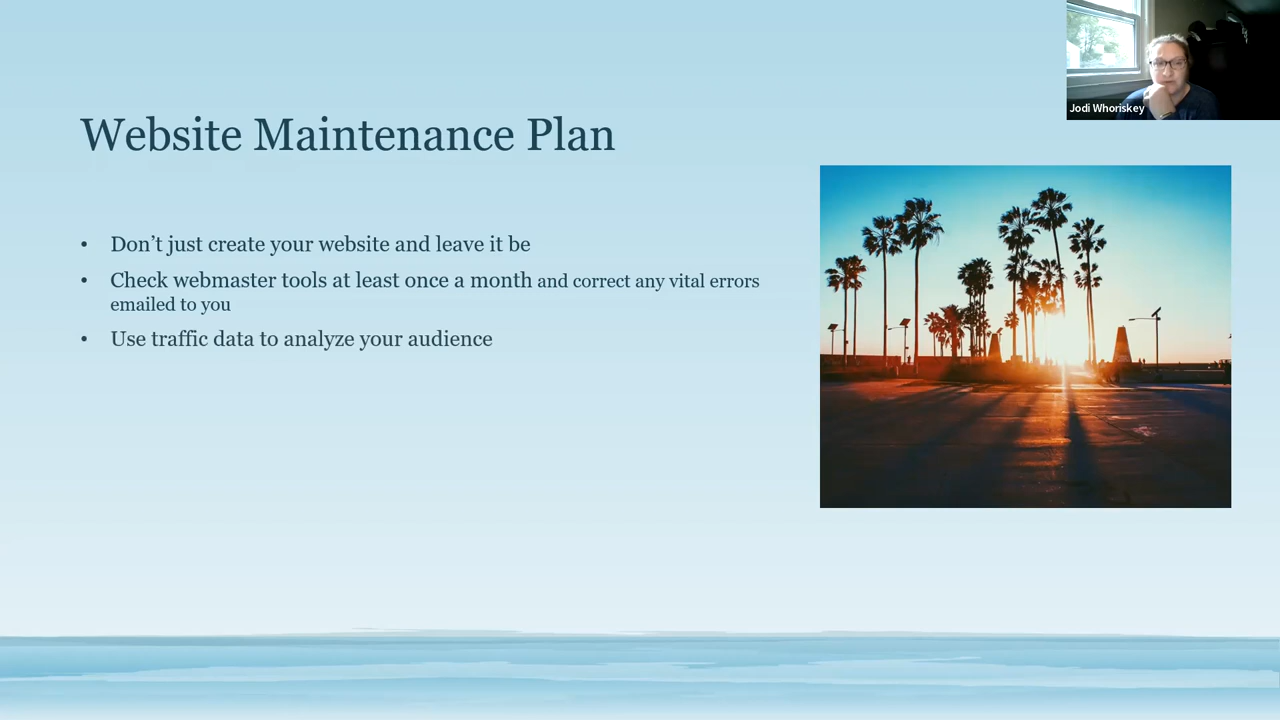 Jodi Whoriskey
Website Maintenance Plan
• Don’t just create your website and leave it be
• Check webmaster tools at least once a month and correct any vital errors
emailed to you
• Use traffic data to analyze your audience